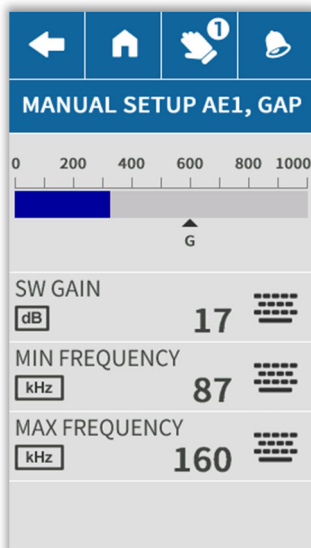 1
MANUAL SETUP AE1, GAP
0 200 400 600 800 1000
G
SW GAIN
dB 17
MIN FREQUENCY
kHz 87
MAX FREQUENCY
kHz 160